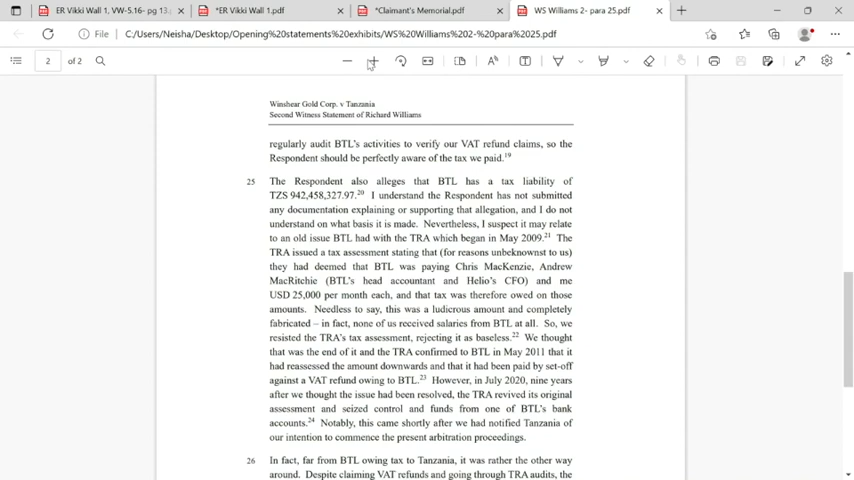 ER Vikki Wall 1, VW-5.16- pg 13.p
*ER Vikki Wall 1.pdf
*Claimant's Memorial.pdf
WS Williams 2- para 25.pdf
File
C:/Users/Neisha/Desktop/Opening%20statements%20exhibits/WS%20Williams%202-%20para%2025.pdf
2 of 2
Winshear Gold Corp. v Tanzania
Second Witness Statement of Richard Williams
regularly audit BTL's activities to verify our VAT refund claims, so the
Respondent should be perfectly aware of the tax we paid.19
25 The Respondent also alleges that BTL has a tax liability of
TZS 942,458,327.97.20 I understand the Respondent has not submitted
any documentation explaining or supporting that allegation, and I do not
understand on what basis it is made. Nevertheless, I suspect it may relate
to an old issue BTL had with the TRA which began in May 2009.21 The
TRA issued a tax assessment stating that (for reasons unbeknownst to us)
they had deemed that BTL was paying Chris MacKenzie, Andrew
MacRitchie (BTL's head accountant and Helio's CFO) and me
USD 25,000 per month each, and that tax was therefore owed on those
amounts. Needless to say, this was a ludicrous amount and completely
fabricated – in fact, none of us received salaries from BTL at all. So, we
resisted the TRA's tax assessment, rejecting it as baseless.22 We thought
that was the end of it and the TRA confirmed to BTL in May 2011 that it
had reassessed the amount downwards and that it had been paid by set-off
against a VAT refund owing to BTL.23 However, in July 2020, nine years
after we thought the issue had been resolved, the TRA revived its original
assessment and seized control and funds from one of BTL's bank
accounts.24 Notably, this came shortly after we had notified Tanzania of
our intention to commence the present arbitration proceedings.
26 In fact, far from BTL owing tax to Tanzania, it was rather the other way
around. Despite claiming VAT refunds and going through TRA audits, the